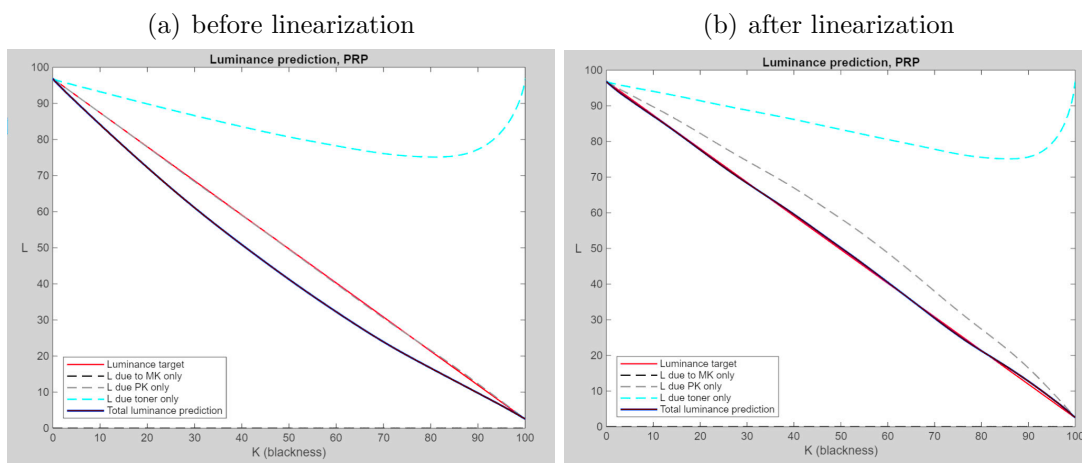 (a) before linearization
(b) after linearization
Luminance prediction, PRP
100
90
80
70
60
50
40
30
20
10
0
L
0 10 20 30 40 50 60 70 80 90 100
K (blackness)
Luminance target
L due to MK only
L due PK only
L due toner only
Total luminance prediction
Luminance prediction, PRP
100
90
80
70
60
50
40
30
20
10
0
L
0 10 20 30 40 50 60 70 80 90 100
K (blackness)
Luminance target
L due to MK only
L due PK only
L due toner only
Total luminance prediction